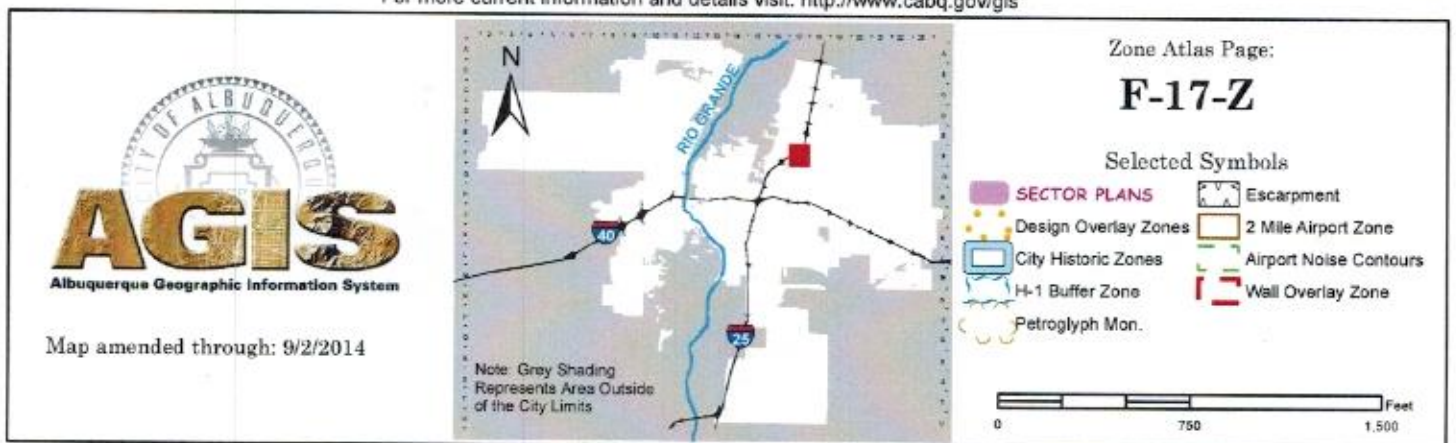 For more current information and details visit: http://www.cabq.gov/gis
CITY OF ALBUQUERQUE
AGIS
Albuquerque Geographic Information System
Map amended through: 9/2/2014
N
RIO GRANDE
40
25
Note: Grey Shading
Represents Area Outside
of the City Limits
Zone Atlas Page:
F-17-Z
Selected Symbols
SECTOR PLANS
Escarpment
Design Overlay Zones
2 Mile Airport Zone
City Historic Zones
Airport Noise Contours
H-1 Buffer Zone
Wall Overlay Zone
Petroglyph Mon.
Feet
0 750 1,500